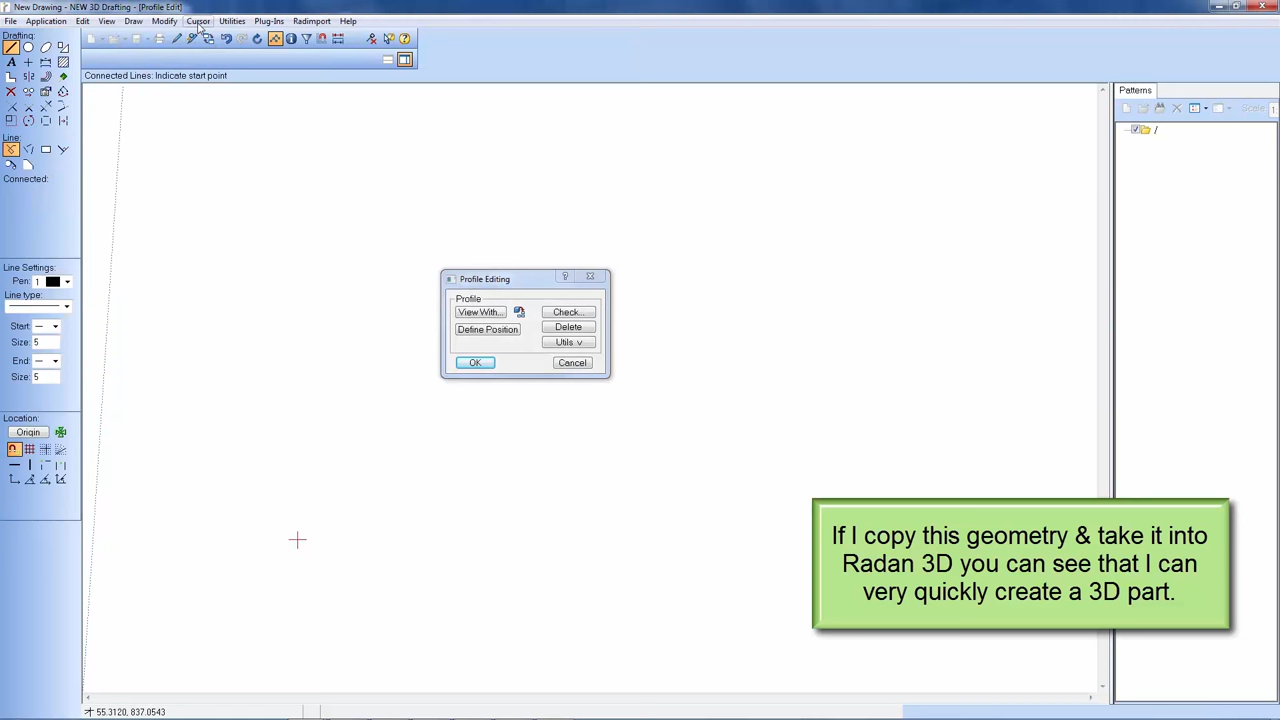 New Drawing - NEW 3D Drafting - [Profile Edit]
File Application Edit View Draw Modify Cursor Utilities Plug-Ins Radimport Help
Drafting:
Connected Lines: Indicate start point
Patterns
Scale: 1
/
Line:
Connected:
Line Settings:
Pen: 1
Line type:
Start:
Size: 5
End:
Size: 5
Location:
Origin
Profile Editing
Profile
View With... Check...
Define Position Delete
Utils v
OK Cancel
If I copy this geometry & take it into
Radan 3D you can see that I can
very quickly create a 3D part.
55.3120, 837.0543